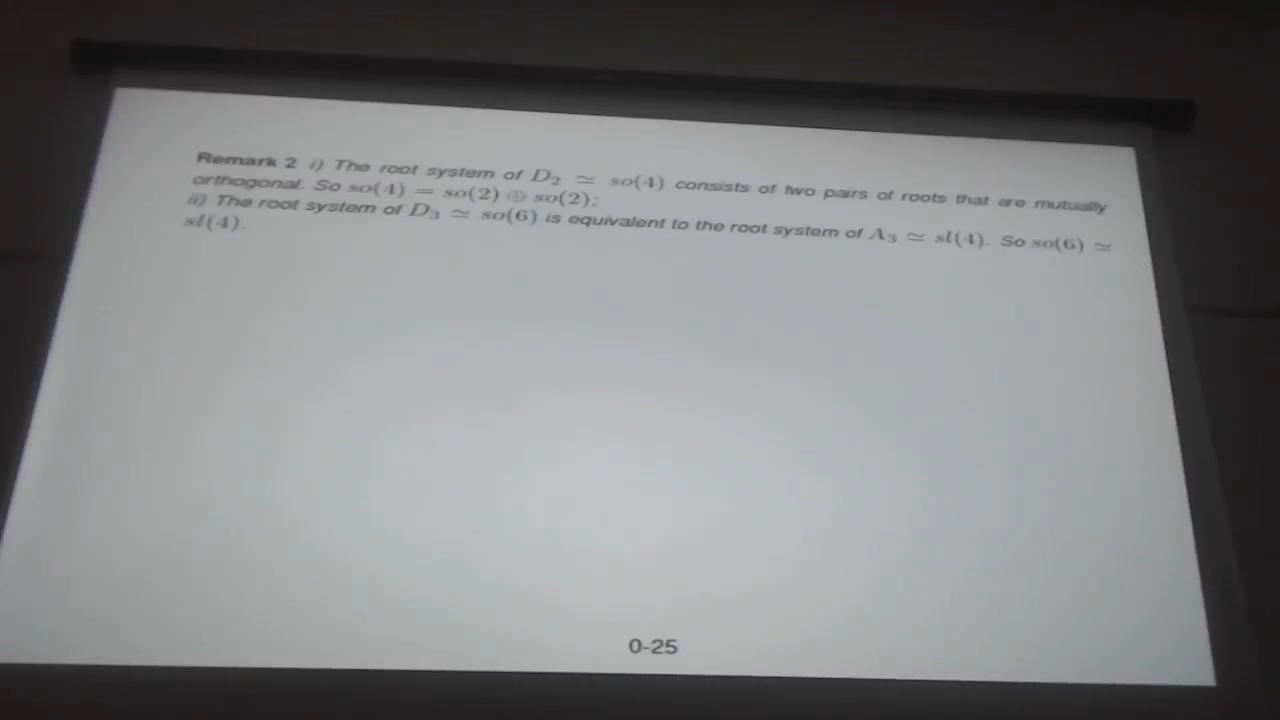 Remark 2 i) The root system of D₂ ≃ so(4) consists of two pairs of roots that are mutually
orthogonal. So so(4) = so(2) ⊕ so(2);
ii) The root system of D₃ ≃ so(6) is equivalent to the root system of A₃ ≃ sl(4). So so(6) ≃
sl(4).
0-25